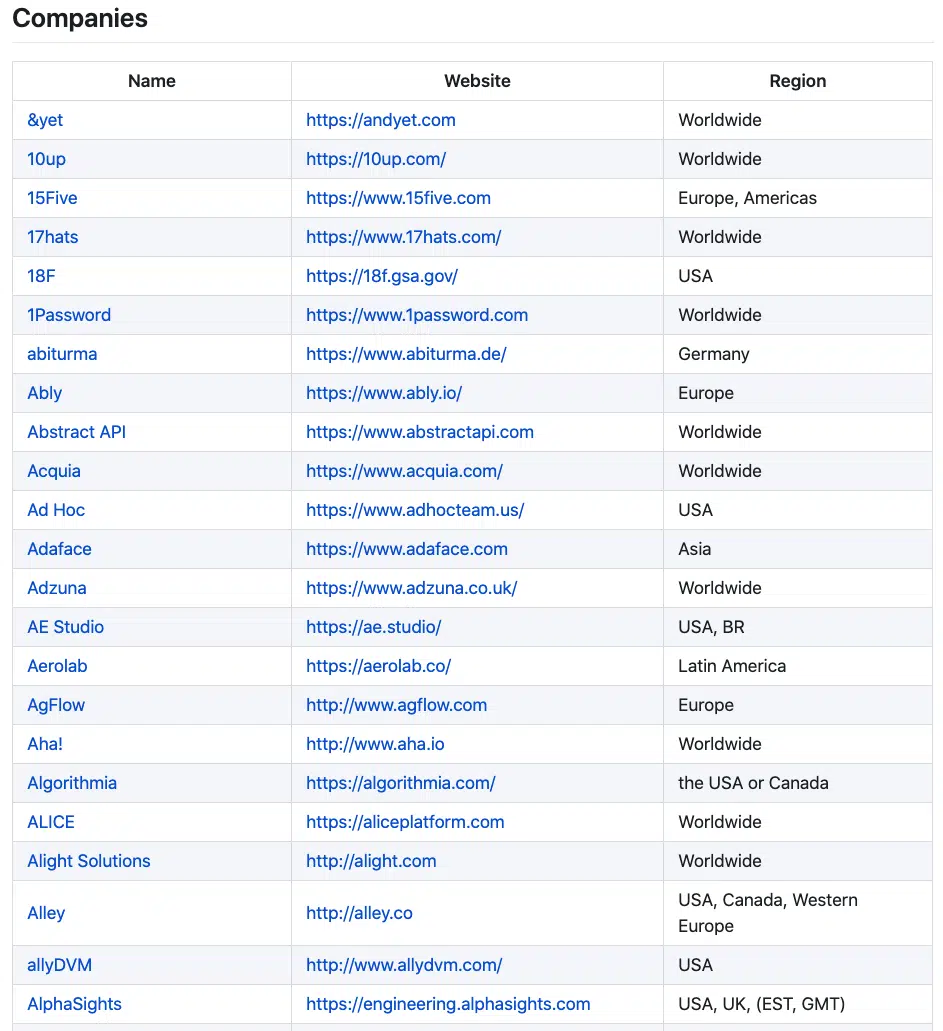 Companies
Name Website Region
&yet https://andyet.com Worldwide
10up https://10up.com/ Worldwide
15Five https://www.15five.com Europe, Americas
17hats https://www.17hats.com/ Worldwide
18F https://18f.gsa.gov/ USA
1Password https://www.1password.com Worldwide
abiturma https://www.abiturma.de/ Germany
Ably https://www.ably.io/ Europe
Abstract API https://www.abstractapi.com Worldwide
Acquia https://www.acquia.com/ Worldwide
Ad Hoc https://www.adhocteam.us/ USA
Adaface https://www.adaface.com Asia
Adzuna https://www.adzuna.co.uk/ Worldwide
AE Studio https://ae.studio/ USA, BR
Aerolab https://aerolab.co/ Latin America
AgFlow http://www.agflow.com Europe
Aha! http://www.aha.io Worldwide
Algorithmia https://algorithmia.com/ the USA or Canada
ALICE https://aliceplatform.com Worldwide
Alight Solutions http://alight.com Worldwide
Alley http://alley.co USA, Canada, Western
Europe
allyDVM http://www.allydvm.com/ USA
AlphaSights https://engineering.alphasights.com USA, UK, (EST, GMT)